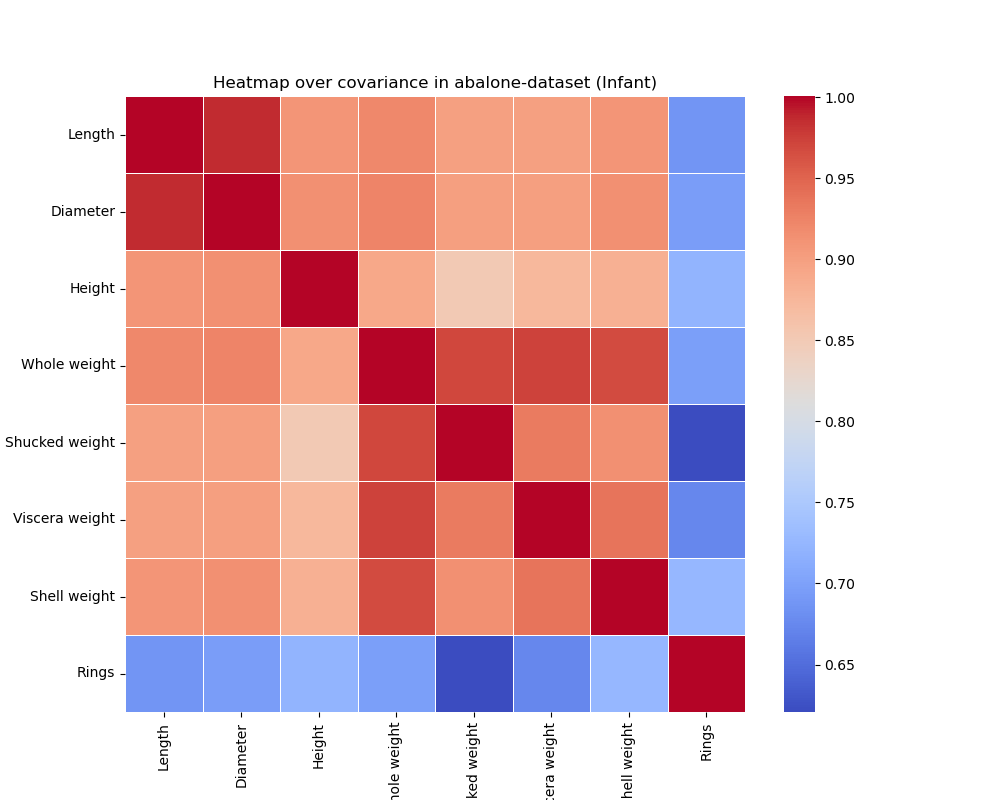 Heatmap over covariance in abalone-dataset (Infant)
Length
Diameter
Height
Whole weight
Shucked weight
Viscera weight
Shell weight
Rings
1.00
0.95
0.90
0.85
0.80
0.75
0.70
0.65
Length
Diameter
Height
hole weight
ked weight
cera weight
hell weight
Rings